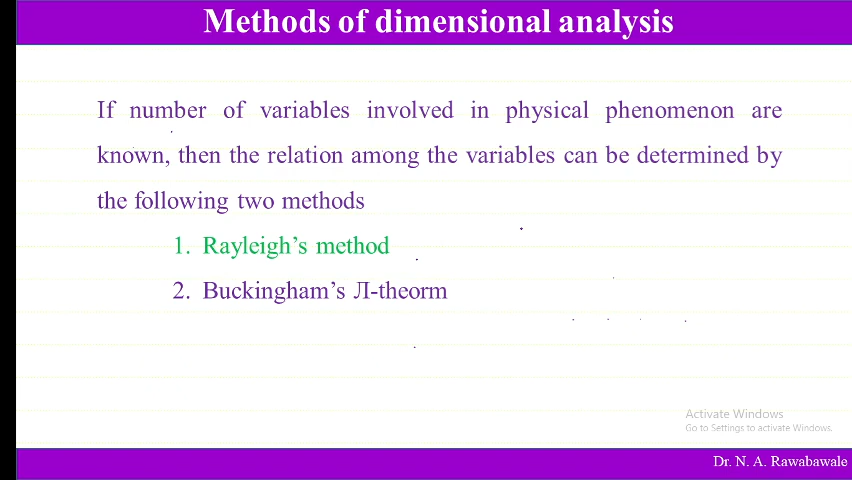 Methods of dimensional analysis
If number of variables involved in physical phenomenon are
known, then the relation among the variables can be determined by
the following two methods
1. Rayleigh’s method
2. Buckingham’s Л-theorm
Activate Windows
Go to Settings to activate Windows.
Dr. N. A. Rawabawale